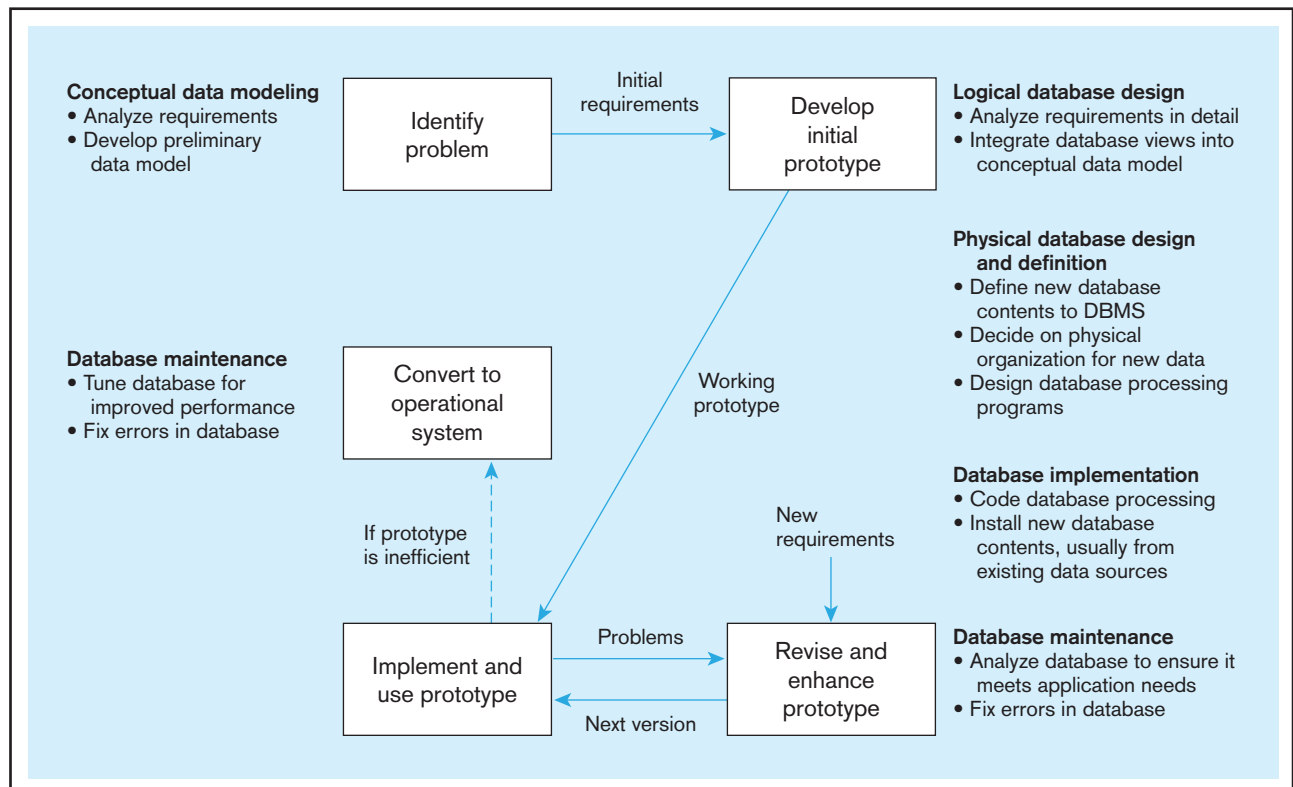 Conceptual data modeling
• Analyze requirements
• Develop preliminary
data model
Identify
problem
Initial
requirements
Develop
initial
prototype
Logical database design
• Analyze requirements in detail
• Integrate database views into
conceptual data model
Physical database design
and definition
• Define new database
contents to DBMS
• Decide on physical
organization for new data
• Design database processing
programs
Database maintenance
• Tune database for
improved performance
• Fix errors in database
Convert to
operational
system
Working
prototype
Database implementation
• Code database processing
• Install new database
contents, usually from
existing data sources
If prototype
is inefficient
New
requirements
Implement and
use prototype
Problems
Next version
Revise and
enhance
prototype
Database maintenance
• Analyze database to ensure it
meets application needs
• Fix errors in database